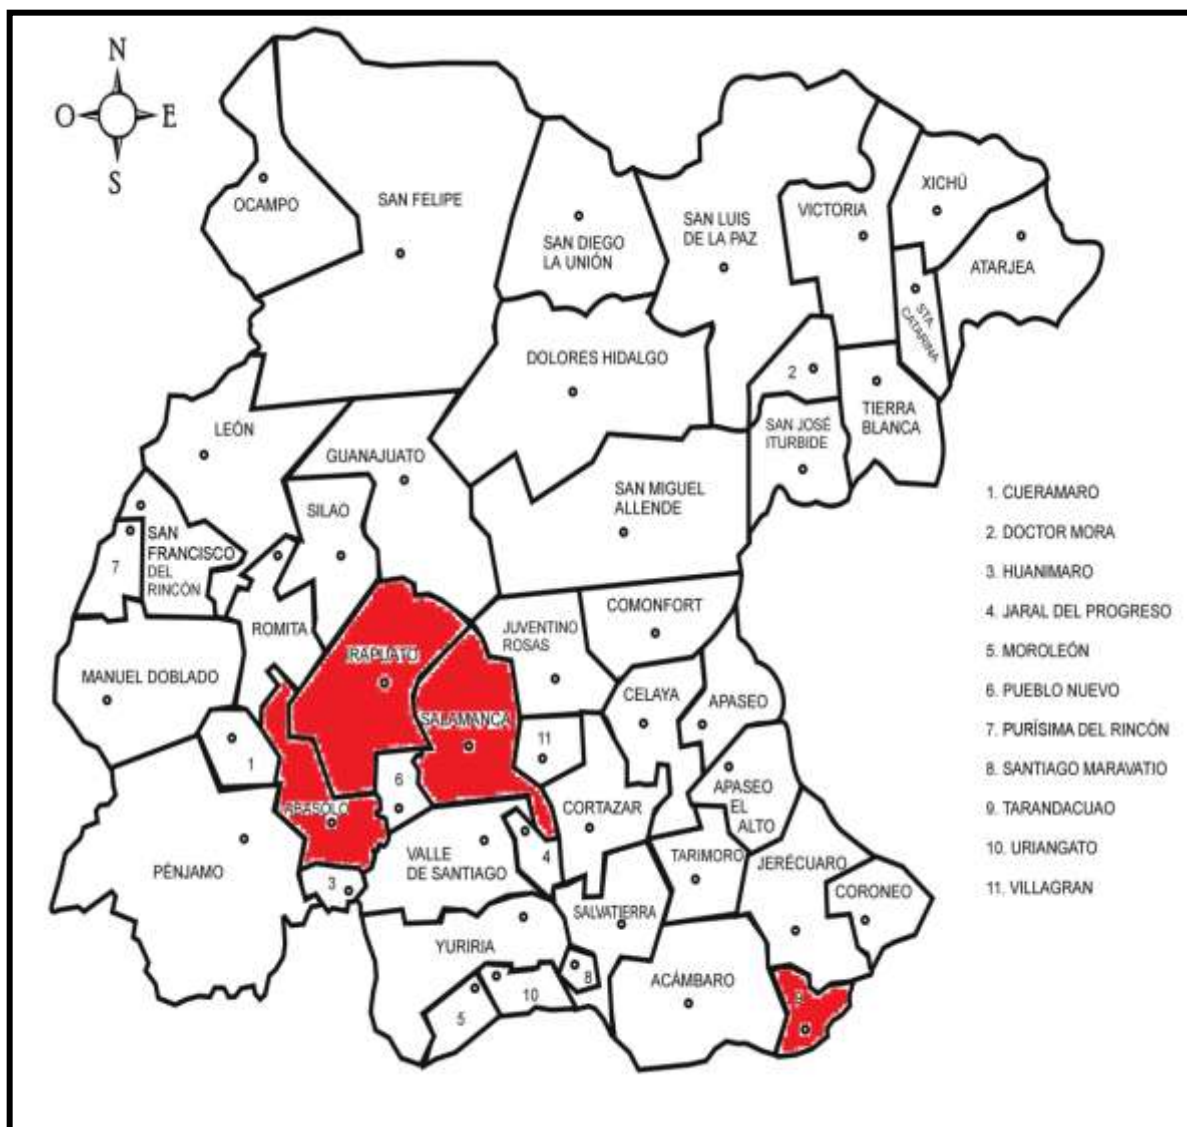 N
O E
S
OCAMPO
SAN FELIPE
SAN DIEGO
LA UNIÓN
SAN LUIS
DE LA PAZ
VICTORIA
XICHÚ
ATARJEA
STA.
CATARINA
DOLORES HIDALGO
2
TIERRA
BLANCA
SAN JOSÉ
ITURBIDE
LEÓN
GUANAJUATO
SILAO
SAN MIGUEL
ALLENDE
SAN
FRANCISCO
DEL
RINCÓN
7
ROMITA
IRAPUATO
JUVENTINO
ROSAS
COMONFORT
MANUEL DOBLADO
SALAMANCA
CELAYA
APASEO
1
11
6
ABASOLO
CORTAZAR
APASEO
EL
ALTO
PÉNJAMO
3
VALLE
DE SANTIAGO
4
TARIMORO
JERÉCUARO
CORONEO
SALVATIERRA
YURIRIA
8
ACÁMBARO
10
5
9
1. CUERAMARO
2. DOCTOR MORA
3. HUANIMARO
4. JARAL DEL PROGRESO
5. MOROLEÓN
6. PUEBLO NUEVO
7. PURÍSIMA DEL RINCÓN
8. SANTIAGO MARAVATIO
9. TARANDACUAO
10. URIANGATO
11. VILLAGRAN